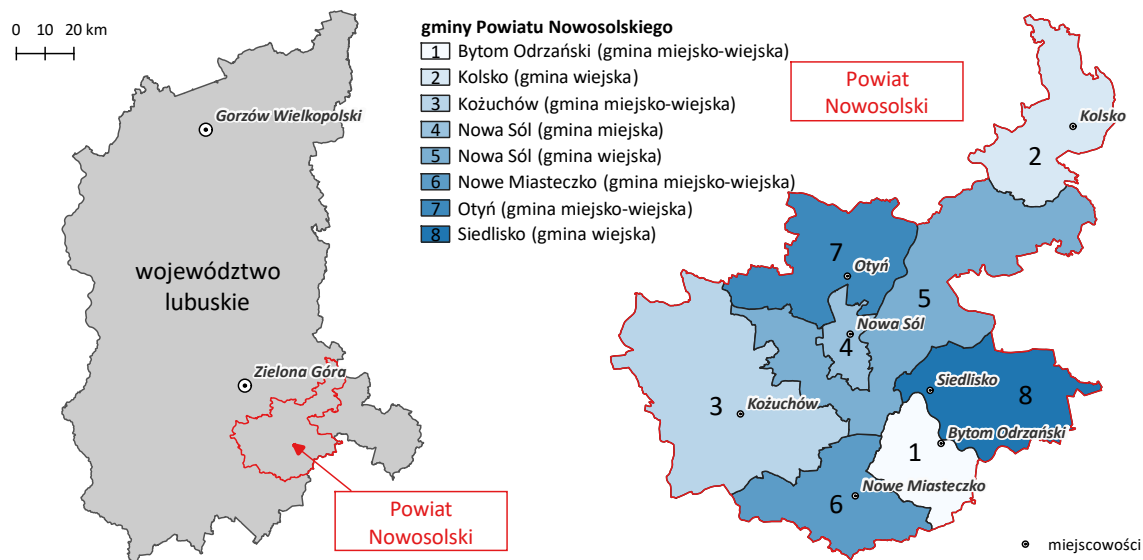 0 10 20 km
gminy Powiatu Nowosolskiego
1 Bytom Odrzański (gmina miejsko-wiejska)
2 Kolsko (gmina wiejska)
3 Kożuchów (gmina miejsko-wiejska)
4 Nowa Sól (gmina miejska)
5 Nowa Sól (gmina wiejska)
6 Nowe Miasteczko (gmina miejsko-wiejska)
7 Otyń (gmina miejsko-wiejska)
8 Siedlisko (gmina wiejska)
Gorzów Wielkopolski
województwo
lubuskie
Zielona Góra
Powiat
Nowosolski
Powiat
Nowosolski
Kolsko
2
7
Otyń
5
Nowa Sól
4
Siedlisko
8
3
Kożuchów
Bytom Odrzański
1
Nowe Miasteczko
6
miejscowości